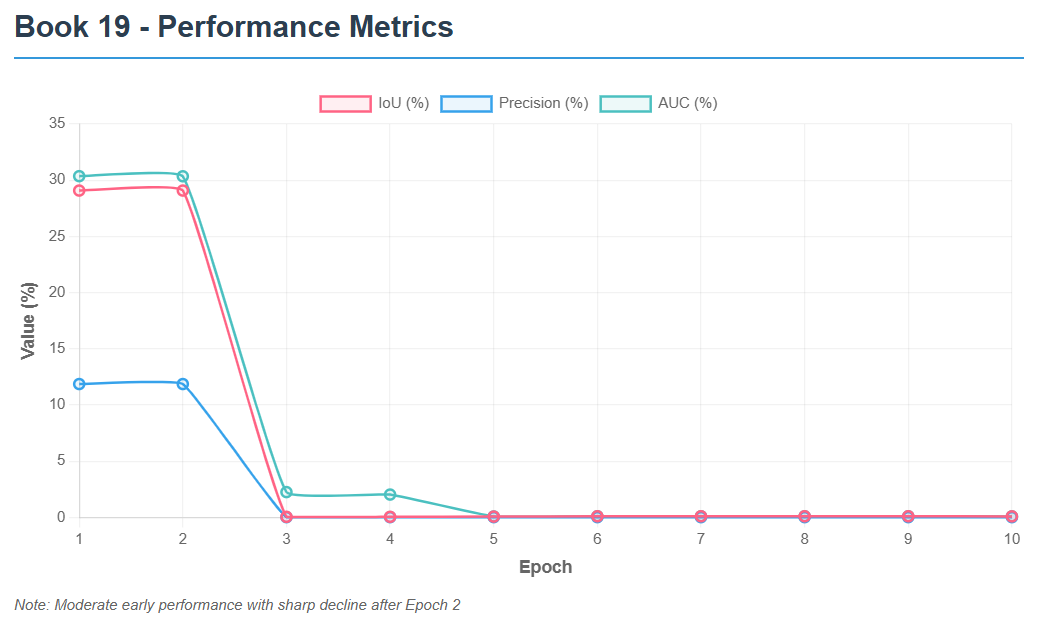 Book 19 - Performance Metrics
IoU (%) Precision (%) AUC (%)
35
30
25
20
15
10
5
0
Value (%)
1 2 3 4 5 6 7 8 9 10
Epoch
Note: Moderate early performance with sharp decline after Epoch 2